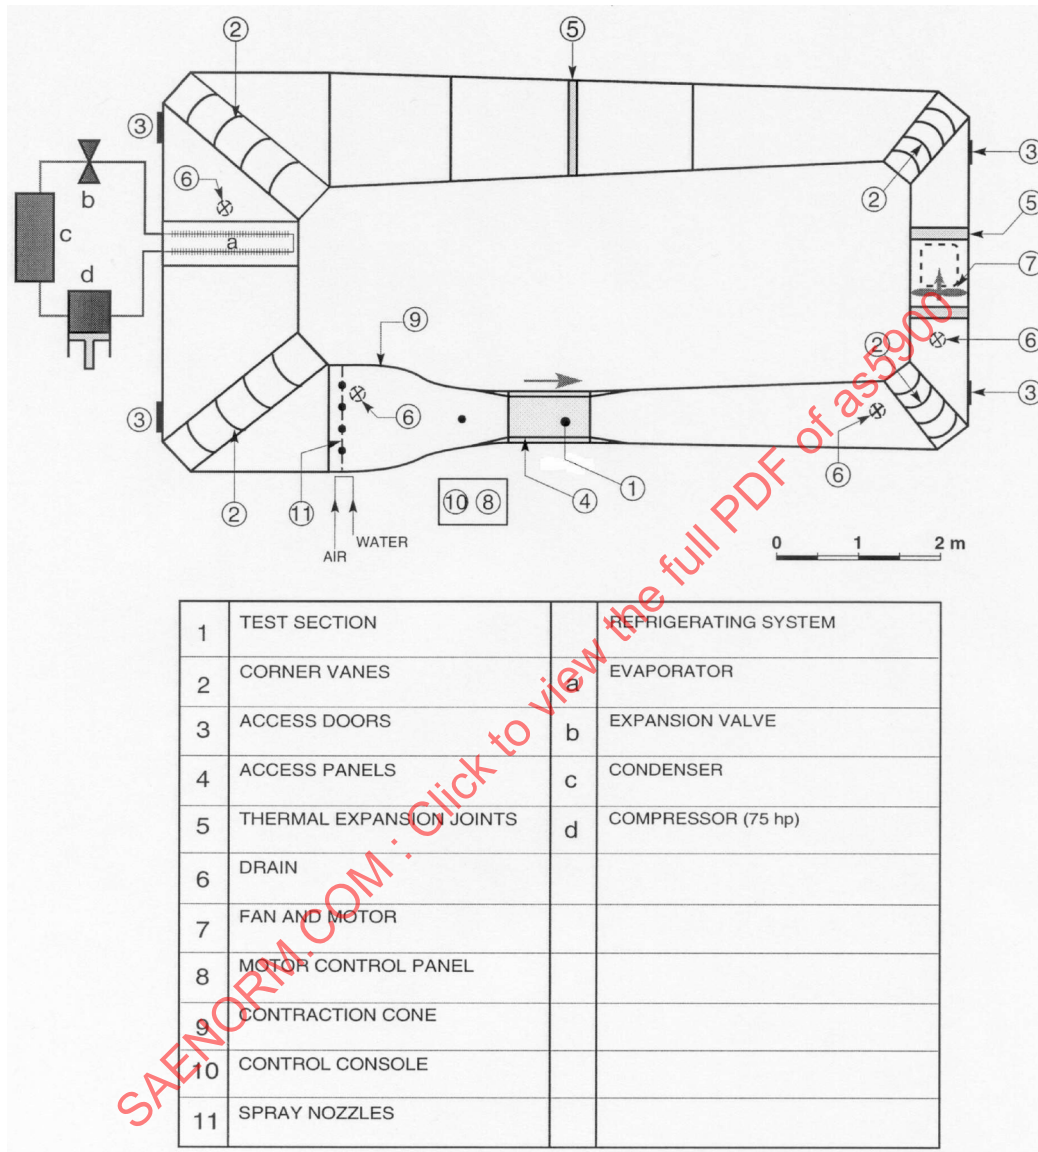 2
5
3
3
6
b
2
a
c
5
d
7
9
2
6
3
6
3
6
11
1
2
4
10 8
AIR
WATER
0 1 2 m
1 TEST SECTION REFRIGERATING SYSTEM
2 CORNER VANES a EVAPORATOR
3 ACCESS DOORS b EXPANSION VALVE
4 ACCESS PANELS c CONDENSER
5 THERMAL EXPANSION JOINTS d COMPRESSOR (75 hp)
6 DRAIN
7 FAN AND MOTOR
8 MOTOR CONTROL PANEL
9 CONTRACTION CONE
10 CONTROL CONSOLE
11 SPRAY NOZZLES
SAENORM.COM : Click to view the full PDF of as5900